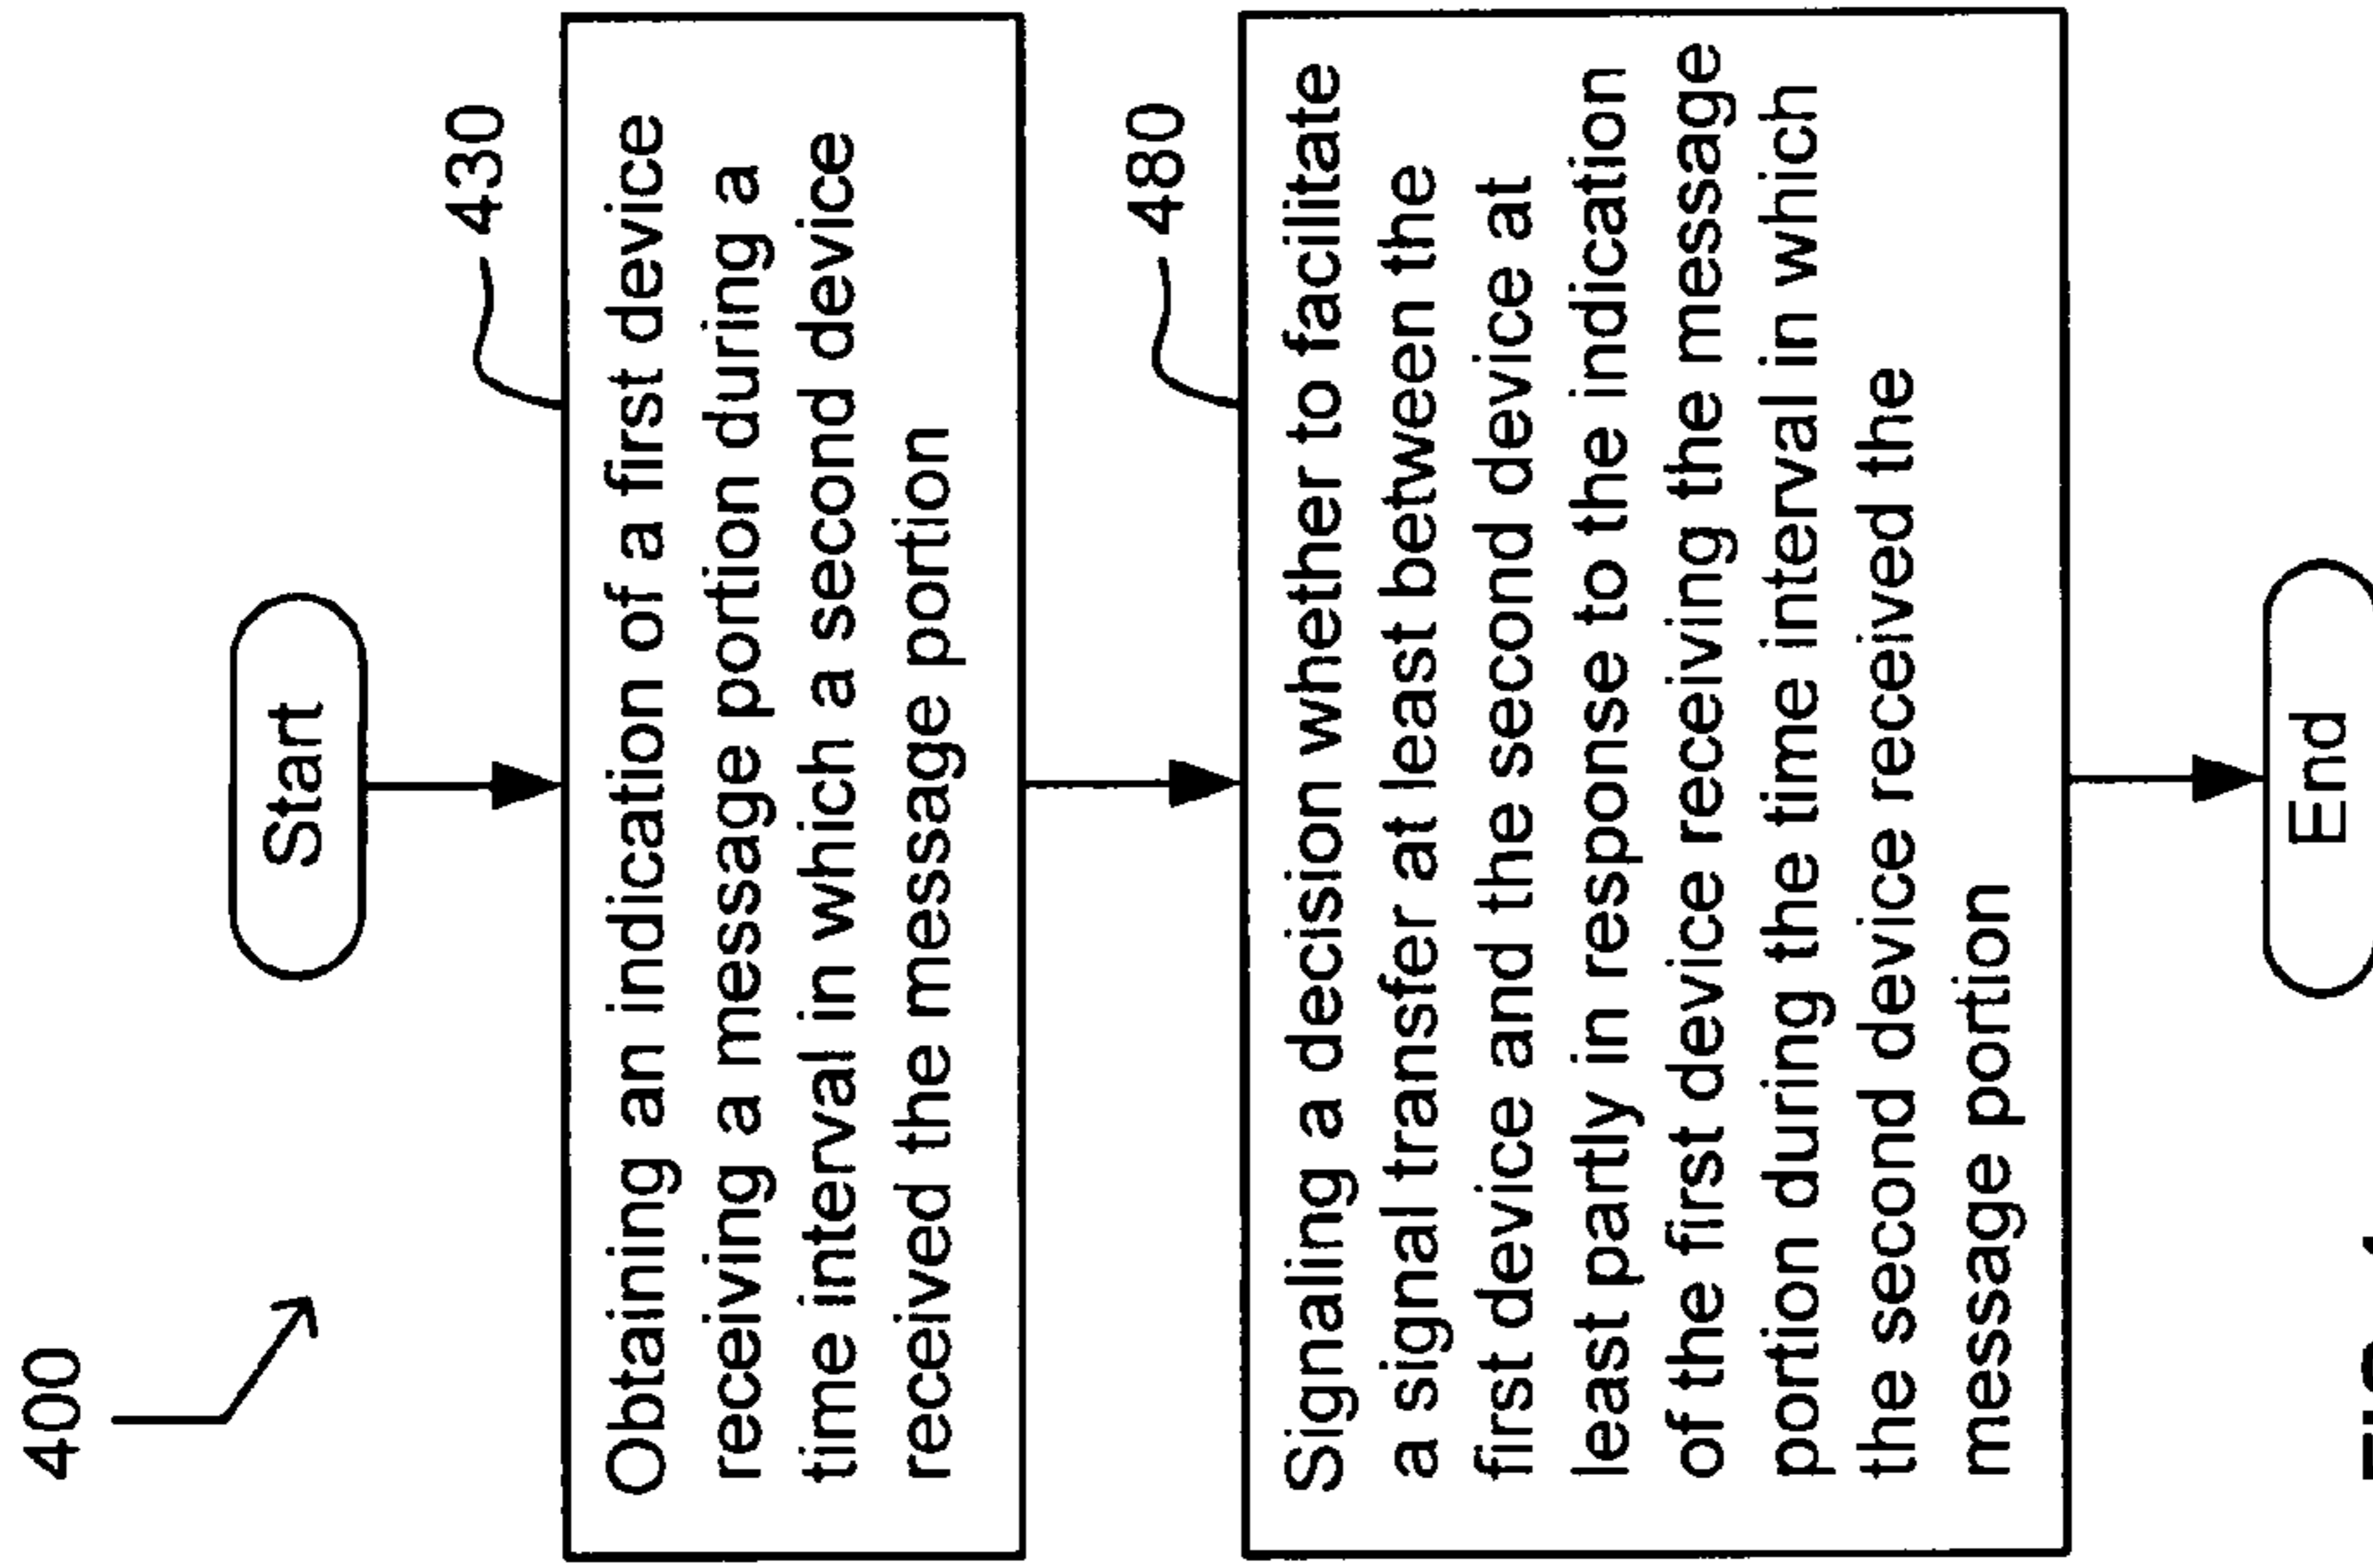 400
Start
430
Obtaining an indication of a first device
receiving a message portion during a
time interval in which a second device
received the message portion
480
Signaling a decision whether to facilitate
a signal transfer at least between the
first device and the second device at
least partly in response to the indication
of the first device receiving the message
portion during the time interval in which
the second device received the
message portion
End